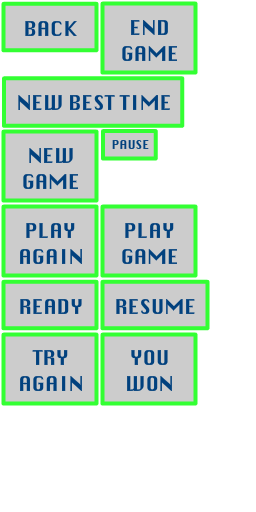 BACK
END
GAME
NEW BEST TIME
NEW
GAME
PAUSE
PLAY
AGAIN
PLAY
GAME
READY
RESUME
TRY
AGAIN
YOU
WON